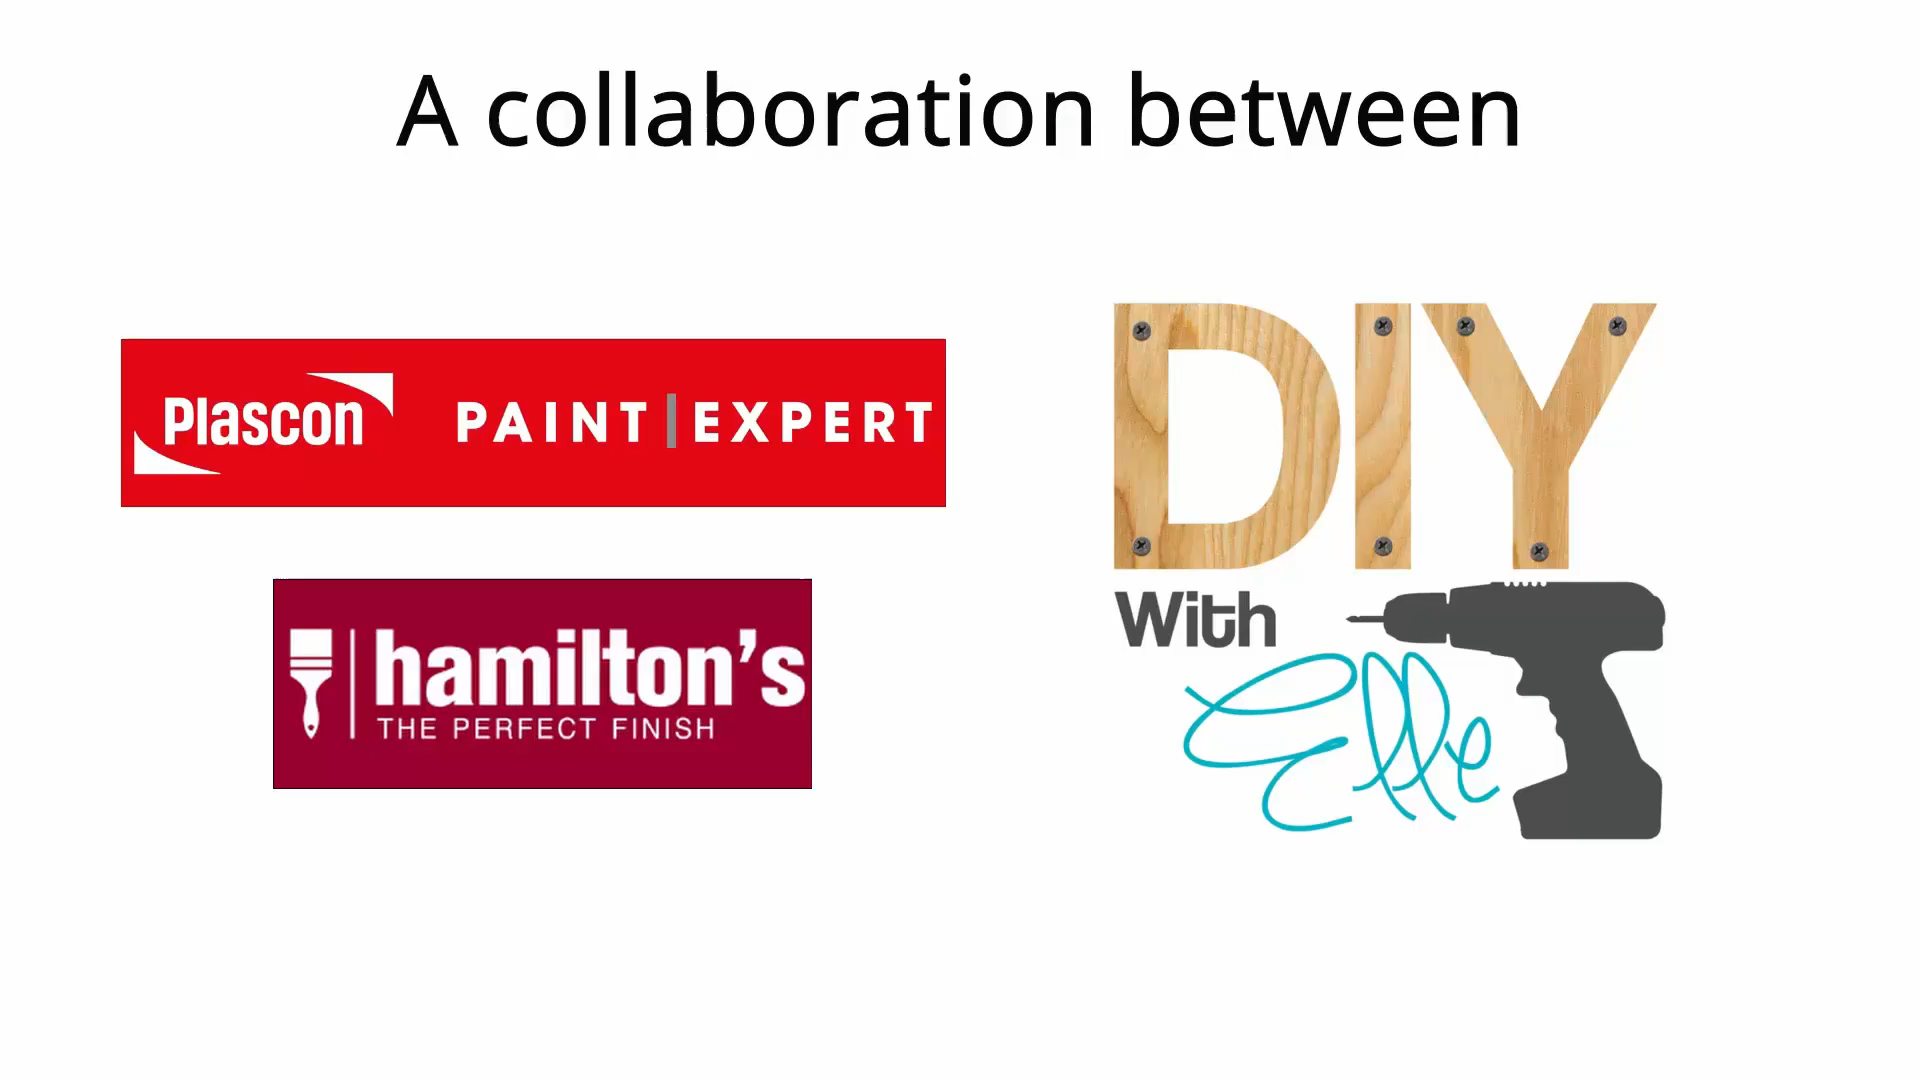 A collaboration between
Plascon PAINT|EXPERT
hamilton's
THE PERFECT FINISH
DIY
With
Elle